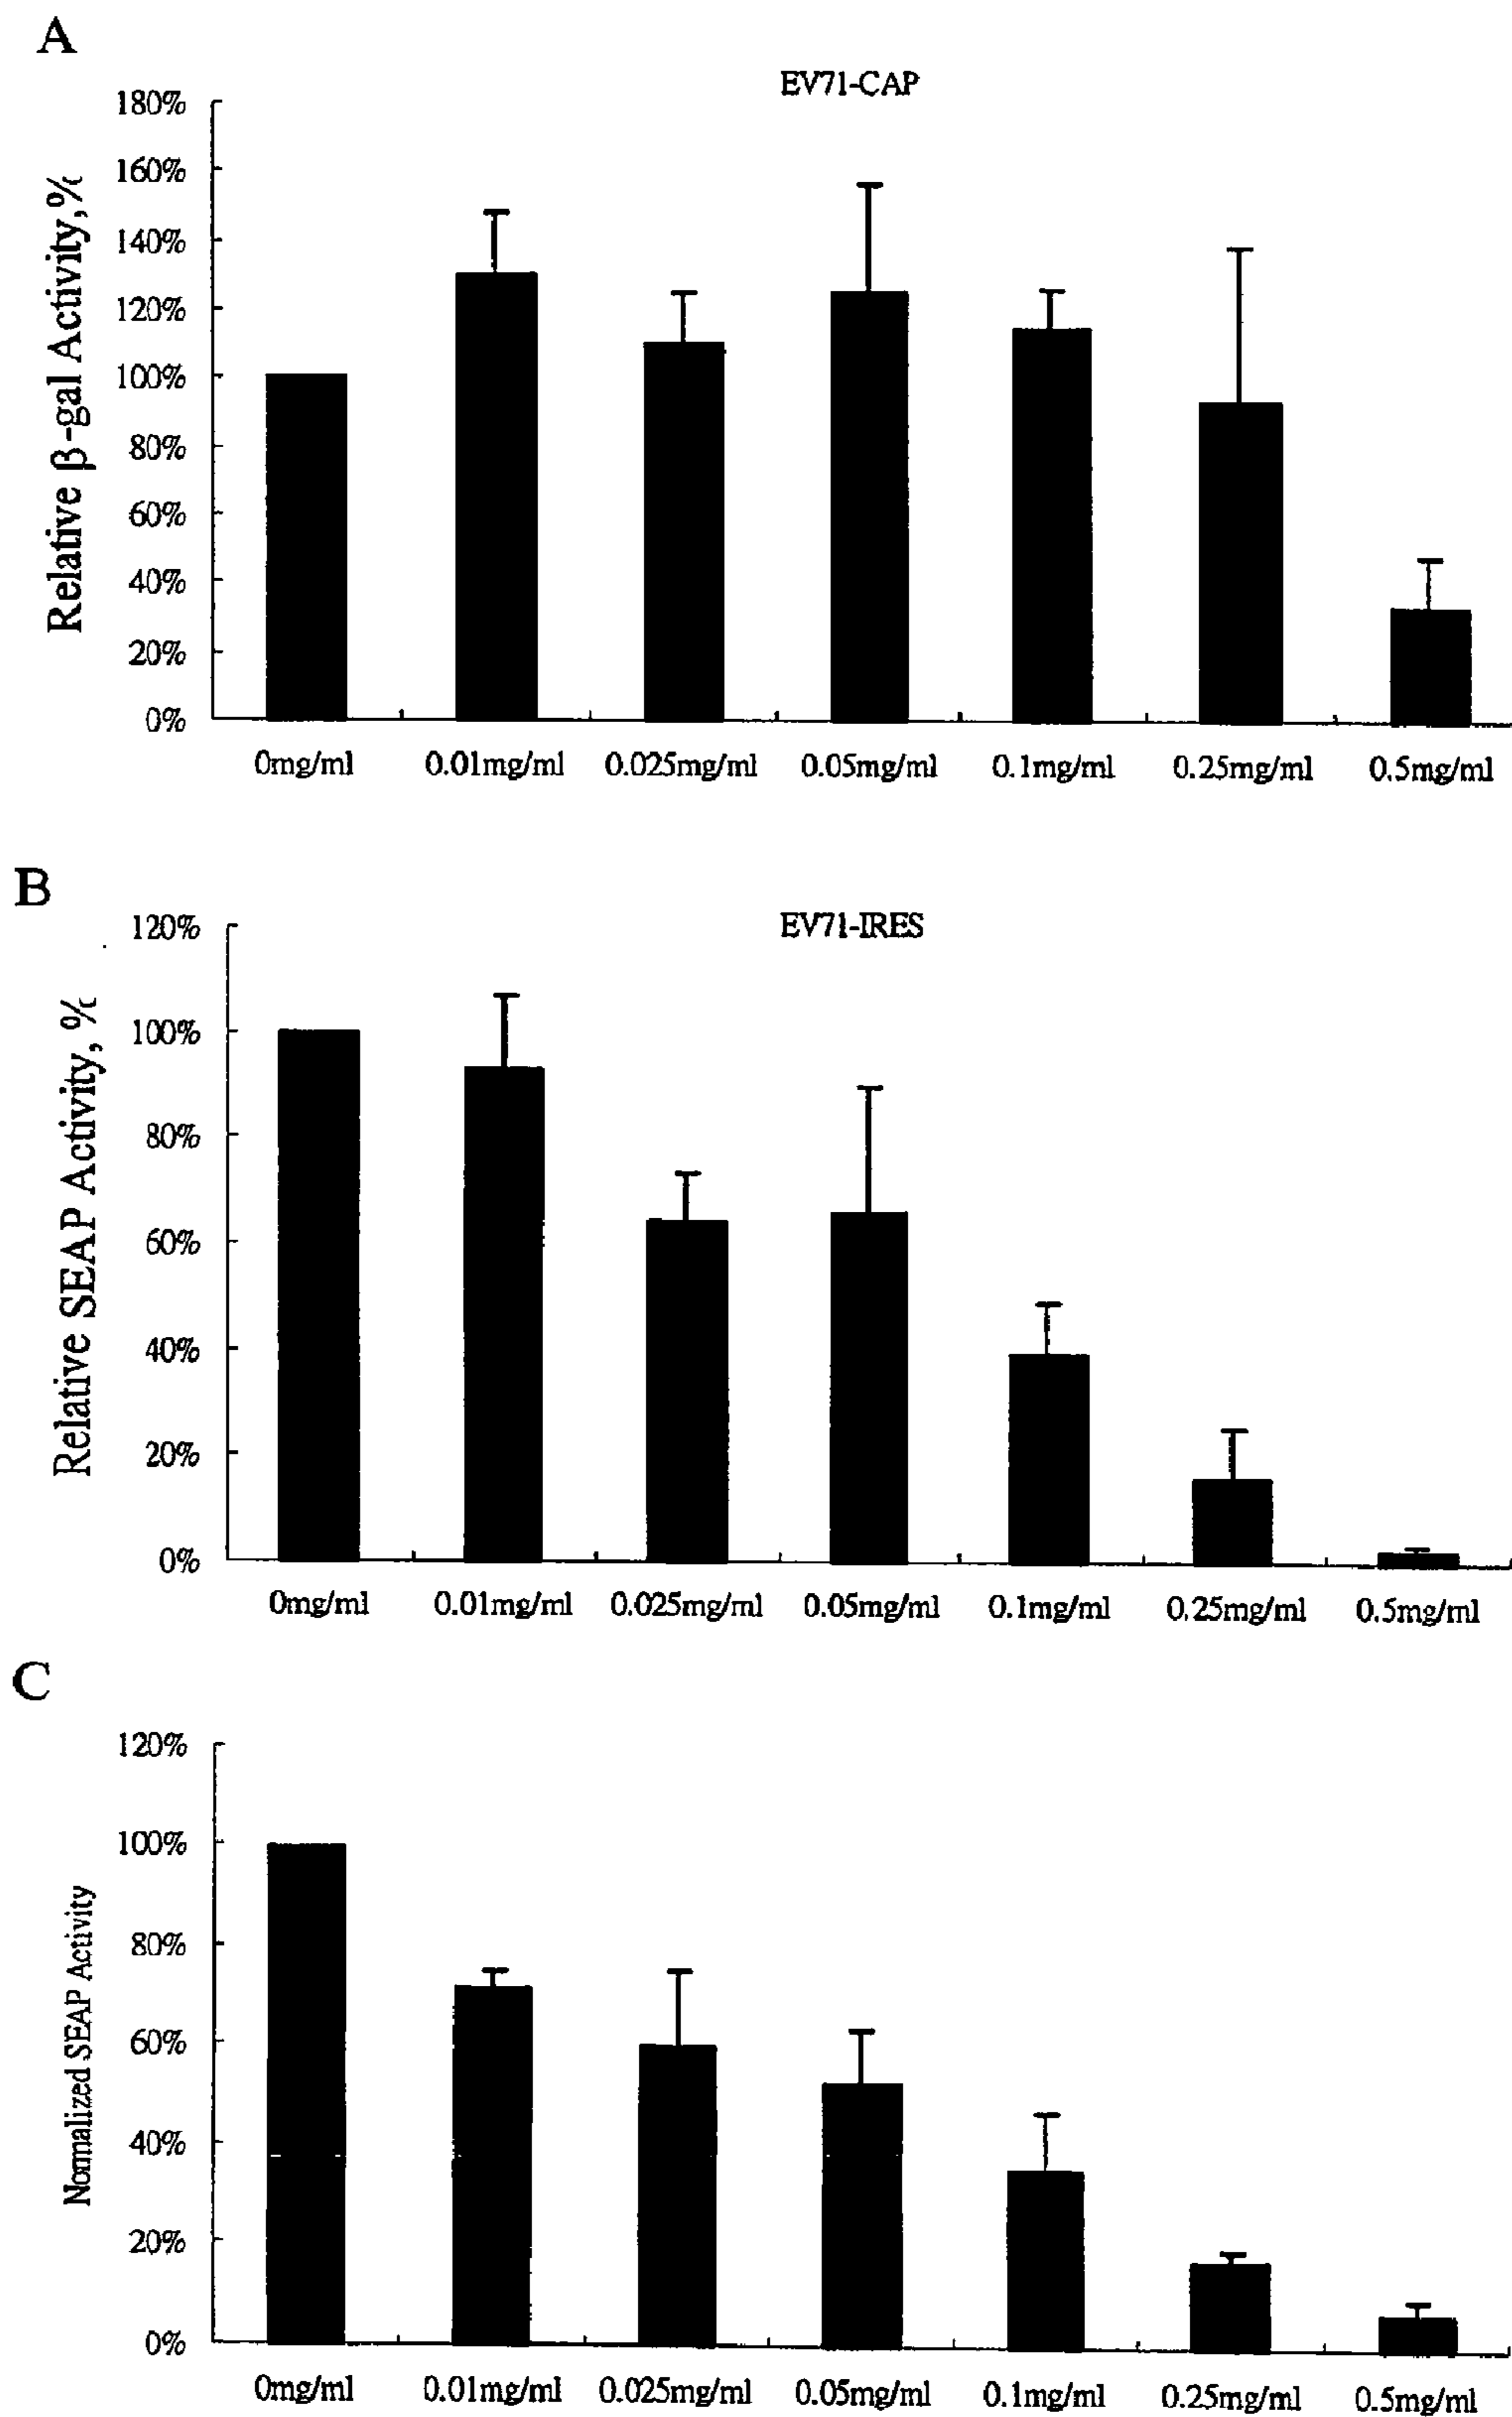 A
EV71-CAP
Relative β-gal Activity,%
180%
160%
140%
120%
100%
80%
60%
40%
20%
0%
0mg/ml 0.01mg/ml 0.025mg/ml 0.05mg/ml 0.1mg/ml 0.25mg/ml 0.5mg/ml
B
EV71-IRES
Relative SEAP Activity, %
120%
100%
80%
60%
40%
20%
0%
0mg/ml 0.01mg/ml 0.025mg/ml 0.05mg/ml 0.1mg/ml 0.25mg/ml 0.5mg/ml
C
Normalized SEAP Activity
120%
100%
80%
60%
40%
20%
0%
0mg/ml 0.01mg/ml 0.025mg/ml 0.05mg/ml 0.1mg/ml 0.25mg/ml 0.5mg/ml